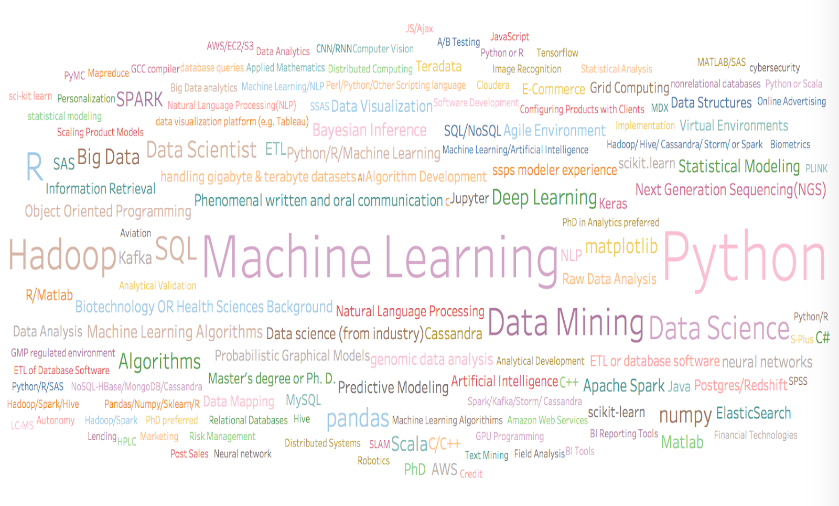 JS/Ajax
AWS/EC2/S3 Data Analytics CNN/RNN Computer Vision A/B Testing JavaScript
Python or R Tensorflow
PyMC Mapreduce GCC compiler database queries Applied Mathematics Distributed Computing Teradata Image Recognition Statistical Analysis MATLAB/SAS cybersecurity
sci-kit learn Personalization SPARK Big Data analytics Machine Learning/NLP Perl/Python/Other Scripting language Cloudera E-Commerce Grid Computing nonrelational databases Python or Scala
Natural Language Processing(NLP) SSAS Data Visualization Software Development Configuring Products with Clients MDX Data Structures Online Advertising
statistical modeling data visualization platform (e.g. Tableau)
Scaling Product Models Bayesian Inference SQL/NoSQL Agile Environment Implementation Virtual Environments
R SAS Big Data Data Scientist ETL Python/R/Machine Learning Machine Learning/Artificial Intelligence Hadoop/ Hive/ Cassandra/ Storm/ or Spark Biometrics
handling gigabyte & terabyte datasets AI Algorithm Development ssps modeler experience scikit.learn Statistical Modeling PLINK
Information Retrieval Phenomenal written and oral communication C Jupyter Deep Learning Keras Next Generation Sequencing(NGS)
Object Oriented Programming PhD in Analytics preferred
Aviation
Hadoop Kafka SQL Machine Learning NLP matplotlib Python
Analytical Validation Raw Data Analysis
R/Matlab Biotechnology OR Health Sciences Background Natural Language Processing Data Mining Data Science Python/R
Data Analysis Machine Learning Algorithms Data science (from industry) Cassandra S-Plus C#
GMP regulated environment Algorithms Probabilistic Graphical Models genomic data analysis Analytical Development ETL or database software neural networks
ETL of Database Software
Python/R/SAS NoSQL-HBase/MongoDB/Cassandra Master's degree or Ph. D. Predictive Modeling Artificial Intelligence C++ Apache Spark Java Postgres/Redshift SPSS
Hadoop/Spark/Hive Pandas/Numpy/Sklearn/R Data Mapping MySQL Spark/Kafka/Storm/ Cassandra
LC-MS Autonomy Hadoop/Spark PhD preferred Relational Databases Hive pandas Machine Learning Algorithims Amazon Web Services scikit-learn numpy ElasticSearch
Lending HPLC Marketing Risk Management Distributed Systems SLAM Scala C/C++ GPU Programming BI Reporting Tools Matlab Financial Technologies
Post Sales Neural network Robotics Text Mining Field Analysis BI Tools
PhD AWS Credit